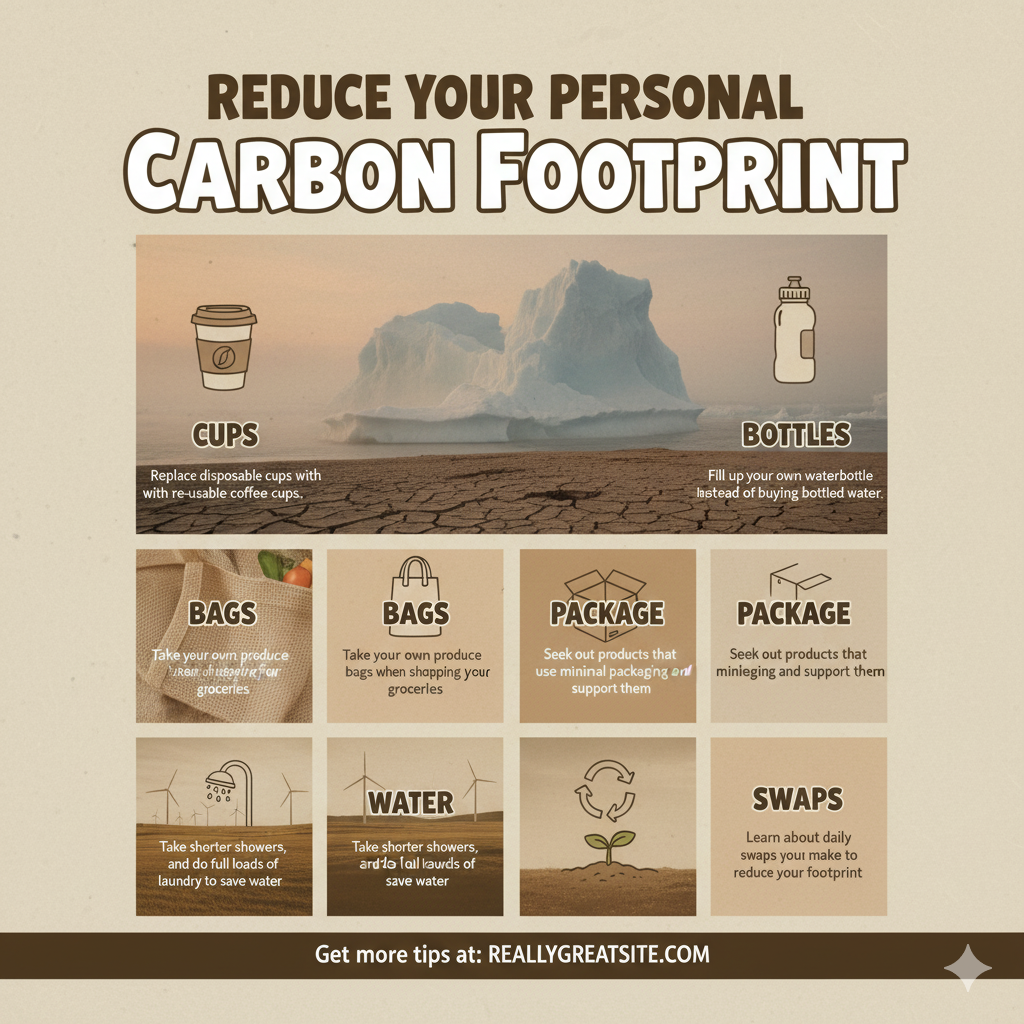 REDUCE YOUR PERSONAL
CARBON FOOTPRINT
CUPS
Replace disposable cups with
with re-usable coffee cups.
BOTTLES
Fill up your own waterbottle
Instead of buying bottled water.
BAGS
Take your own produce
groceries
BAGS
Take your own produce
bags when shopping your
groceries
PACKAGE
Seek out products that
use mininal packaging
support them
PACKAGE
Seek out products that
minieging and support them
Take shorter showers,
and do full loads of
laundry to save water
WATER
Take shorter showers,
of
save water
SWAPS
Learn about daily
swaps your make to
reduce your footprint
Get more tips at: REALLYGREATSITE.COM